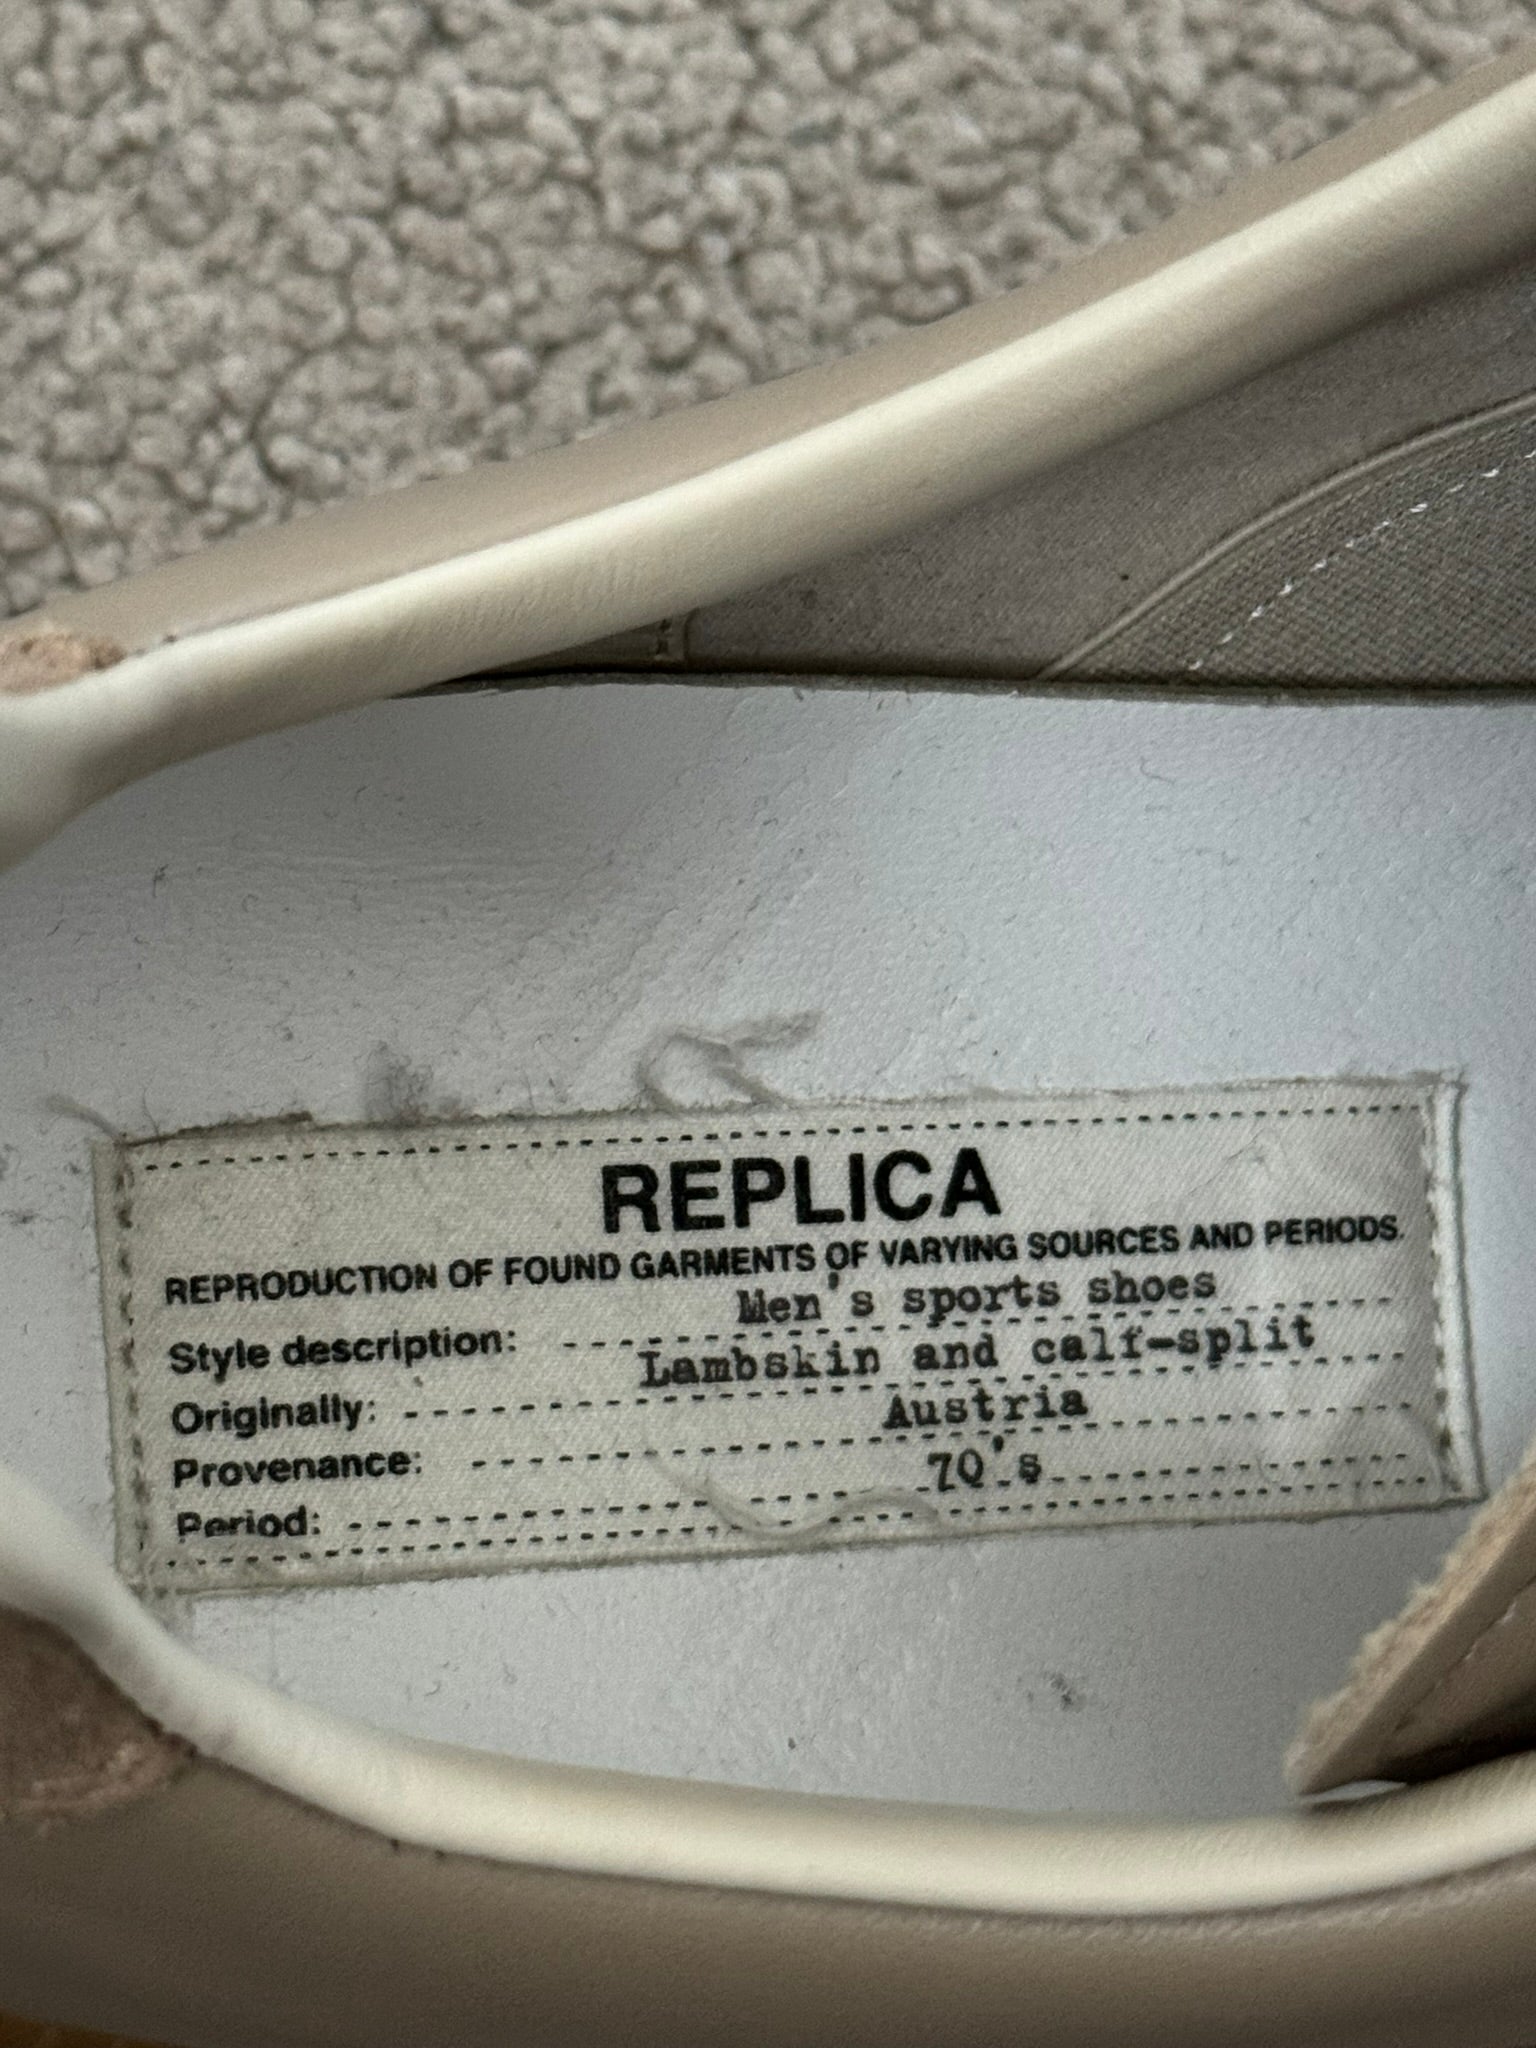 REPLICA
REPRODUCTION OF FOUND GARMENTS OF VARYING SOURCES AND PERIODS.
Style description: Men's sports shoes
Originally: Lambskin and calf-split
Provenance: Austria
Period: 70's